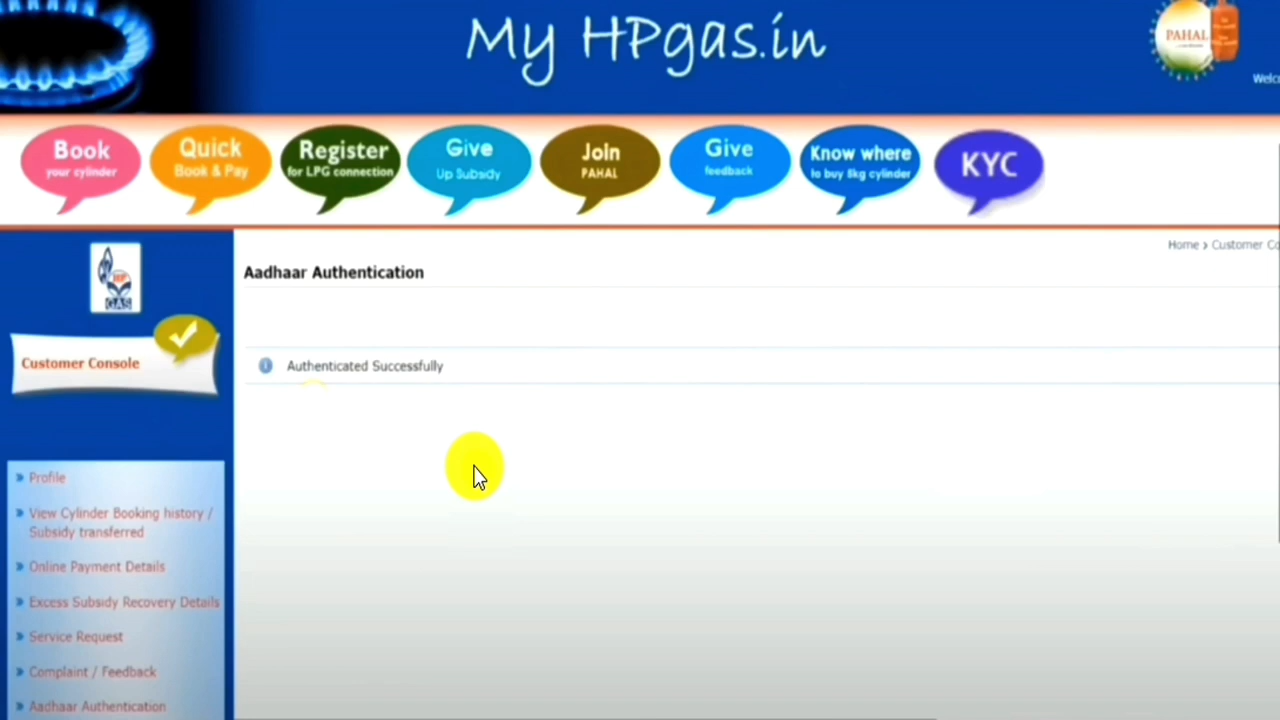 My HPgas.in
PAHAL
Book
your cylinder
Quick
Book & Pay
Register
for LPG connection
Give
Up Subsidy
Join
PAHAL
Give
feedback
Know where
to buy 5kg cylinder
KYC
Home › Customer
HP
GAS
Aadhaar Authentication
Customer Console
Authenticated Successfully
» Profile
» View Cylinder Booking history /
Subsidy transferred
» Online Payment Details
» Excess Subsidy Recovery Details
» Service Request
» Complaint / Feedback
» Aadhaar Authentication